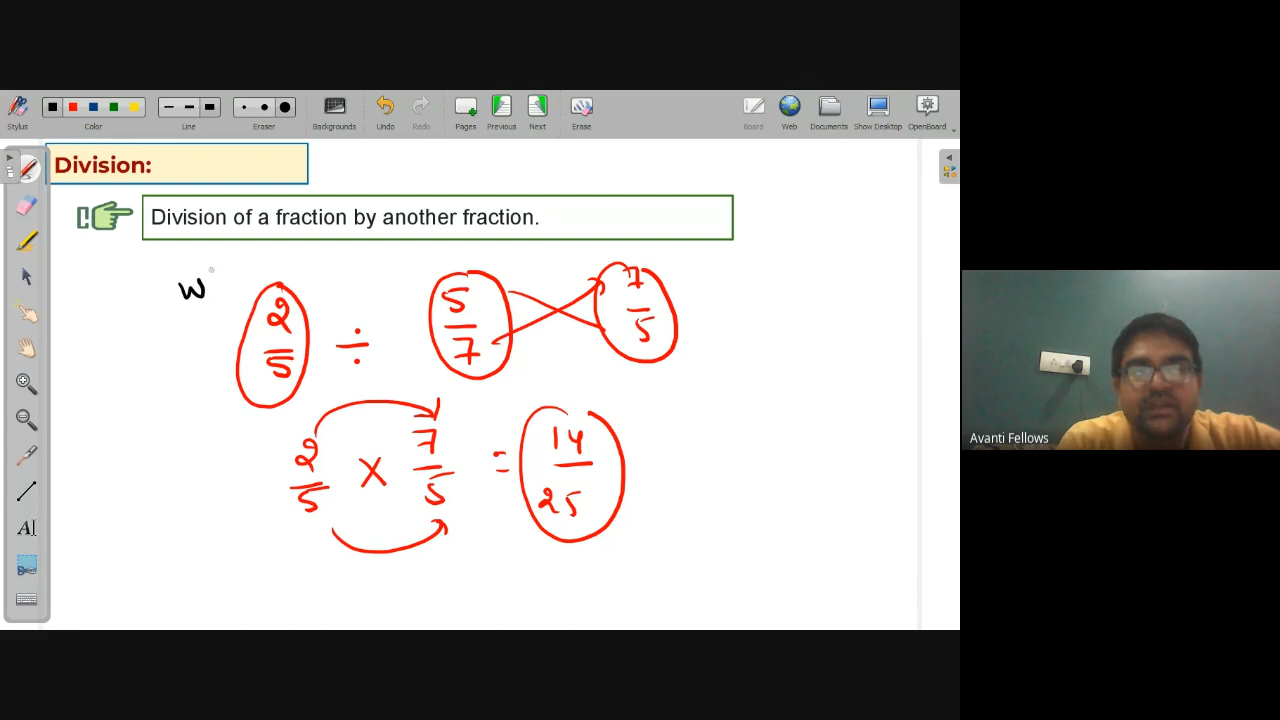 Stylus Color Line Eraser Backgrounds Undo Redo Pages Previous Next Erase Board Web Documents Show Desktop OpenBoard
Division:
Division of a fraction by another fraction.
W
2/5 ÷ 5/7 7/5
2/5 × 7/5 = 14/25
AI
Avanti Fellows